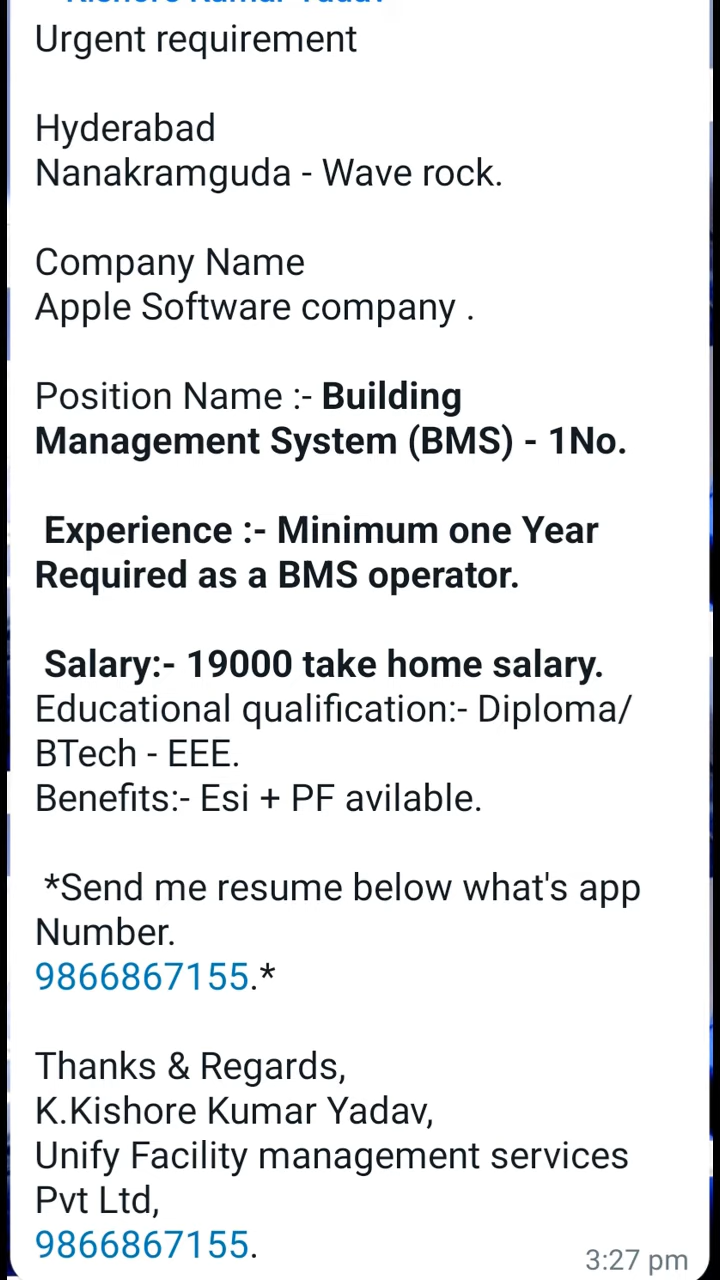 Urgent requirement
Hyderabad
Nanakramguda - Wave rock.
Company Name
Apple Software company .
Position Name :- Building
Management System (BMS) - 1No.
Experience :- Minimum one Year
Required as a BMS operator.
Salary:- 19000 take home salary.
Educational qualification:- Diploma/
BTech - EEE.
Benefits:- Esi + PF avilable.
*Send me resume below what's app
Number.
9866867155.*
Thanks & Regards,
K.Kishore Kumar Yadav,
Unify Facility management services
Pvt Ltd,
9866867155.
3:27 pm